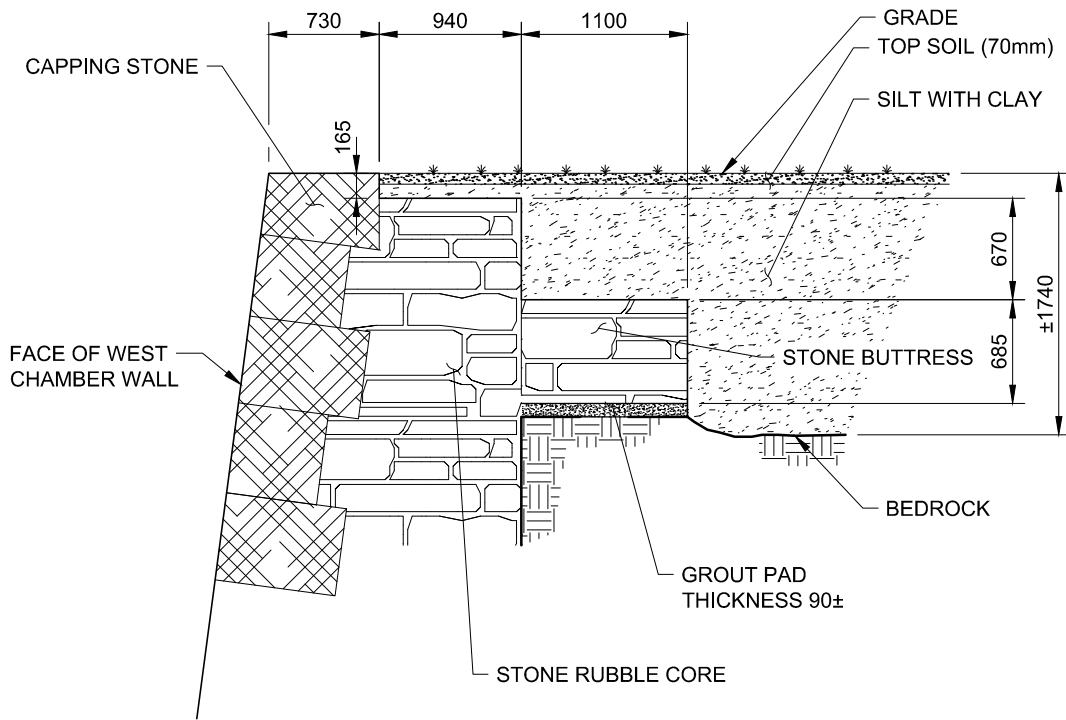 730
940
1100
GRADE
TOP SOIL (70mm)
CAPPING STONE
SILT WITH CLAY
165
670
±1740
685
FACE OF WEST
CHAMBER WALL
STONE BUTTRESS
BEDROCK
GROUT PAD
THICKNESS 90±
STONE RUBBLE CORE